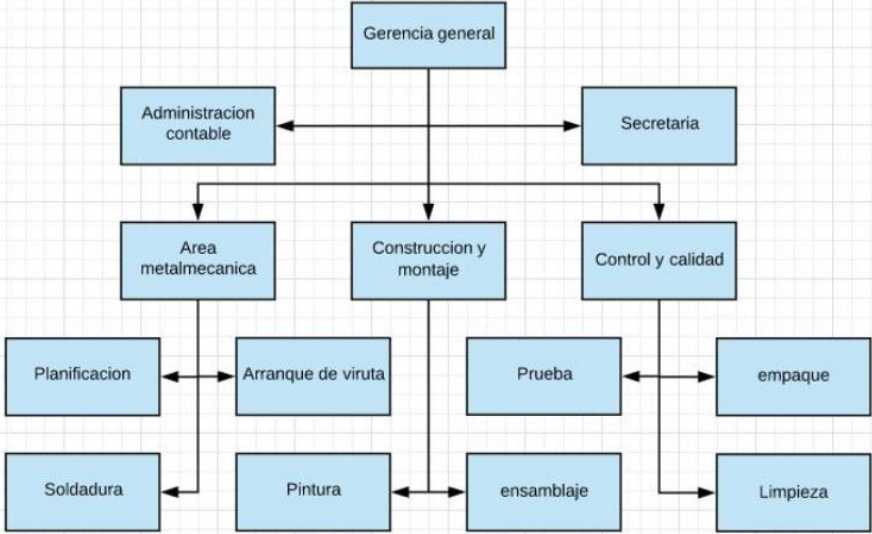 Gerencia general
Administracion
contable
Secretaria
Area
metalmecanica
Construccion y
montaje
Control y calidad
Planificacion
Arranque de viruta
Prueba
empaque
Soldadura
Pintura
ensamblaje
Limpieza